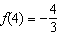 f(4) = −4/3